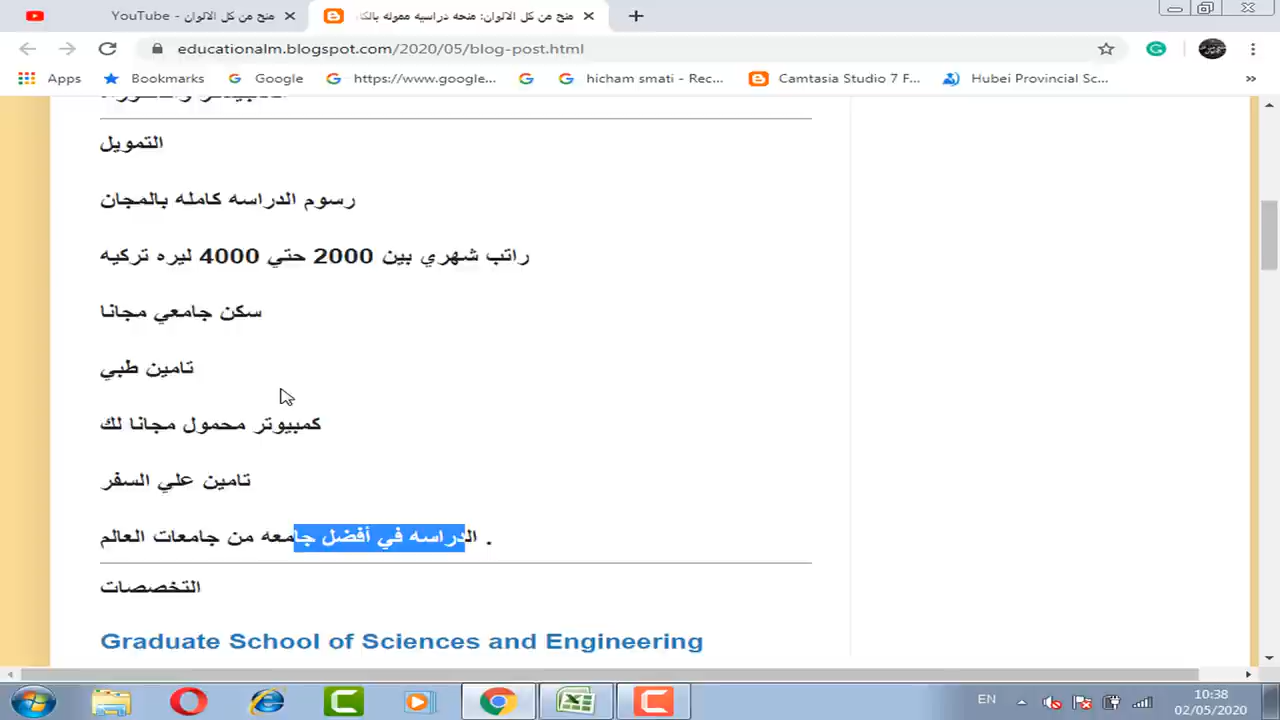 منح من كل الالوان - YouTube
منح من كل الالوان: منحه دراسيه ممولة بالكا
educationalm.blogspot.com/2020/05/blog-post.html
Apps
Bookmarks
Google
https://www.google...
hicham smati - Rec...
Camtasia Studio 7 F...
Hubei Provincial Sc...
»
التمويل
رسوم الدراسه كامله بالمجان
راتب شهري بين 2000 حتي 4000 ليره تركيه
سكن جامعي مجانا
تامين طبي
كمبيوتر محمول مجانا لك
تامين علي السفر
الدراسه في أفضل جامعه من جامعات العالم .
التخصصات
Graduate School of Sciences and Engineering
EN
10:38
02/05/2020